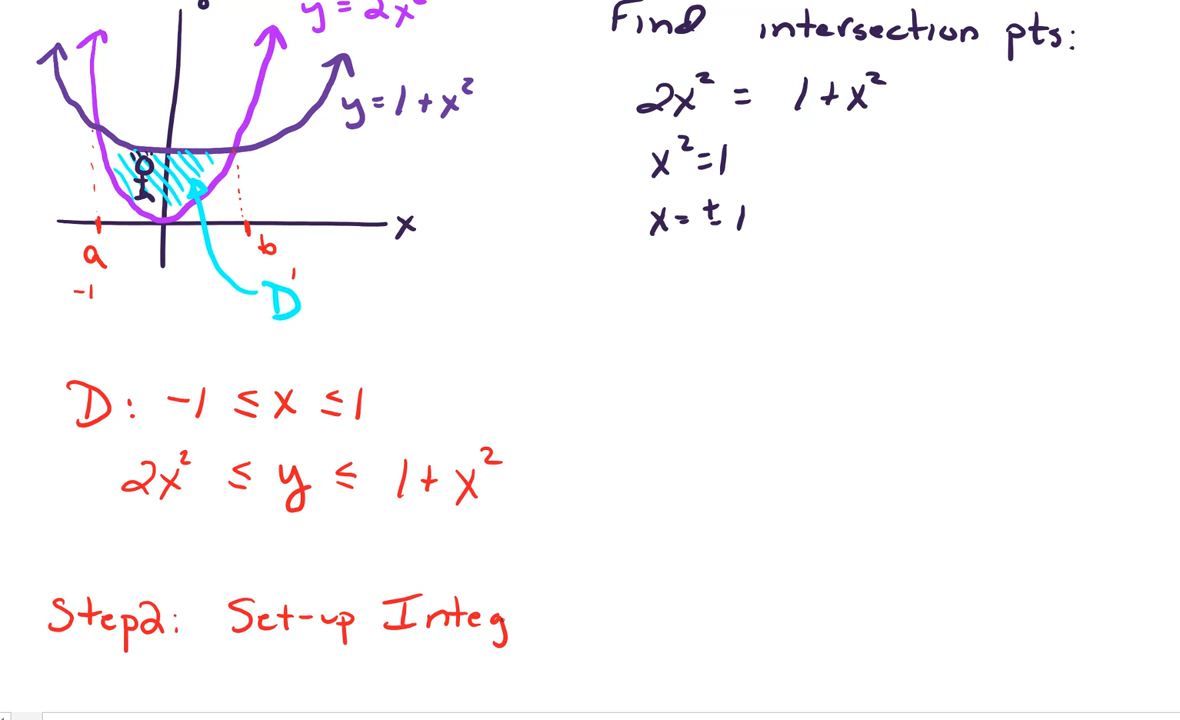 y = 2x²
y = 1 + x²
x
a
b
-1
1
D
Find intersection pts:
2x² = 1 + x²
x² = 1
x = ± 1
D: -1 ≤ x ≤ 1
2x² ≤ y ≤ 1 + x²
Step2: Set-up Integ